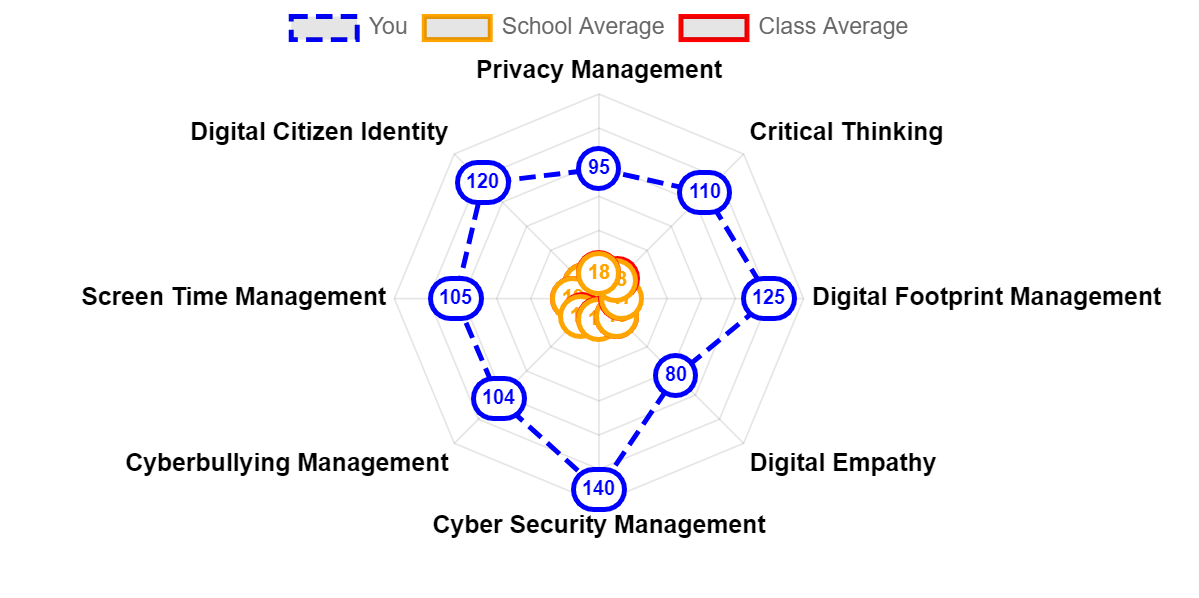 You School Average Class Average
Privacy Management
Digital Citizen Identity
Critical Thinking
95
120
110
18
Screen Time Management
105
125
Digital Footprint Management
80
104
Cyberbullying Management
Digital Empathy
140
Cyber Security Management